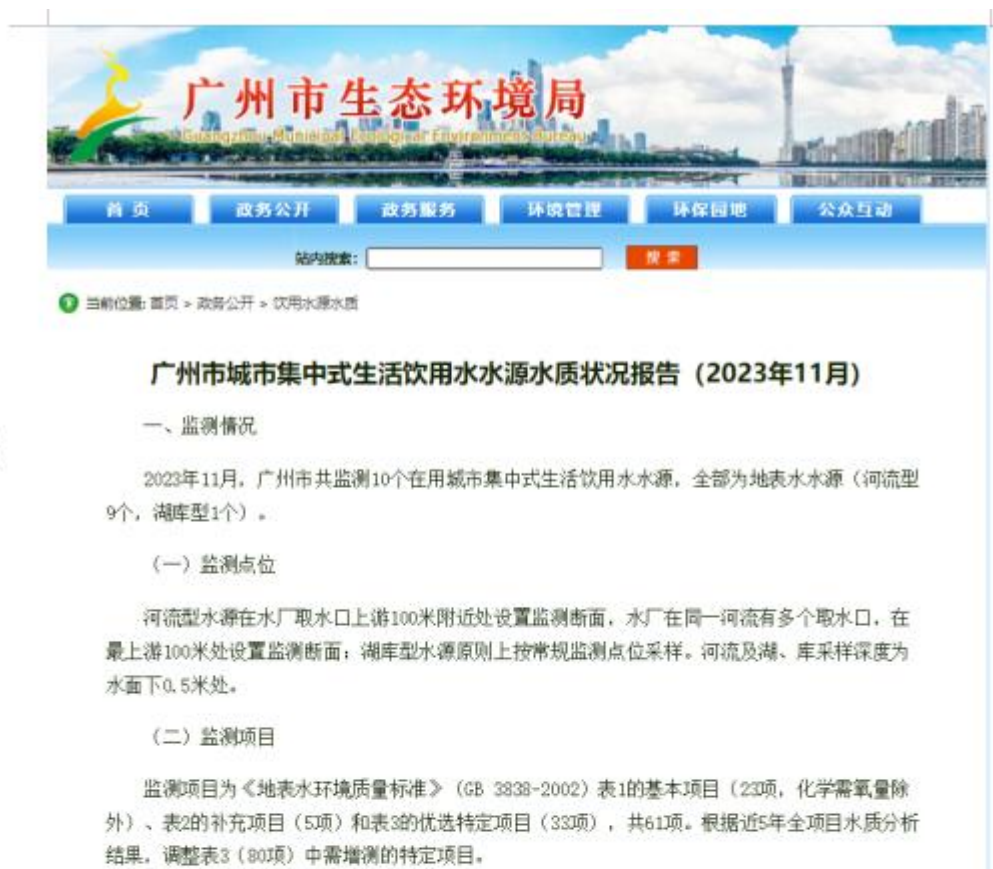 广州市生态环境局
Guangzhou Municipal Ecological Environment Bureau
首页 政务公开 政务服务 环境管理 环保园地 公众互动
站内搜索: 搜索
当前位置: 首页 > 政务公开 > 饮用水源水质
广州市城市集中式生活饮用水水源水质状况报告（2023年11月）
一、监测情况
2023年11月，广州市共监测10个在用城市集中式生活饮用水水源，全部为地表水水源（河流型
9个，湖库型1个）。
（一）监测点位
河流型水源在水厂取水口上游100米附近处设置监测断面，水厂在同一河流有多个取水口，在
最上游100米处设置监测断面；湖库型水源原则上按常规监测点位采样。河流及湖、库采样深度为
水面下0.5米处。
（二）监测项目
监测项目为《地表水环境质量标准》（GB 3838-2002）表1的基本项目（23项，化学需氧量除
外）、表2的补充项目（5项）和表3的优选特定项目（33项），共61项。根据近5年全项目水质分析
结果，调整表3（80项）中需增测的特定项目。